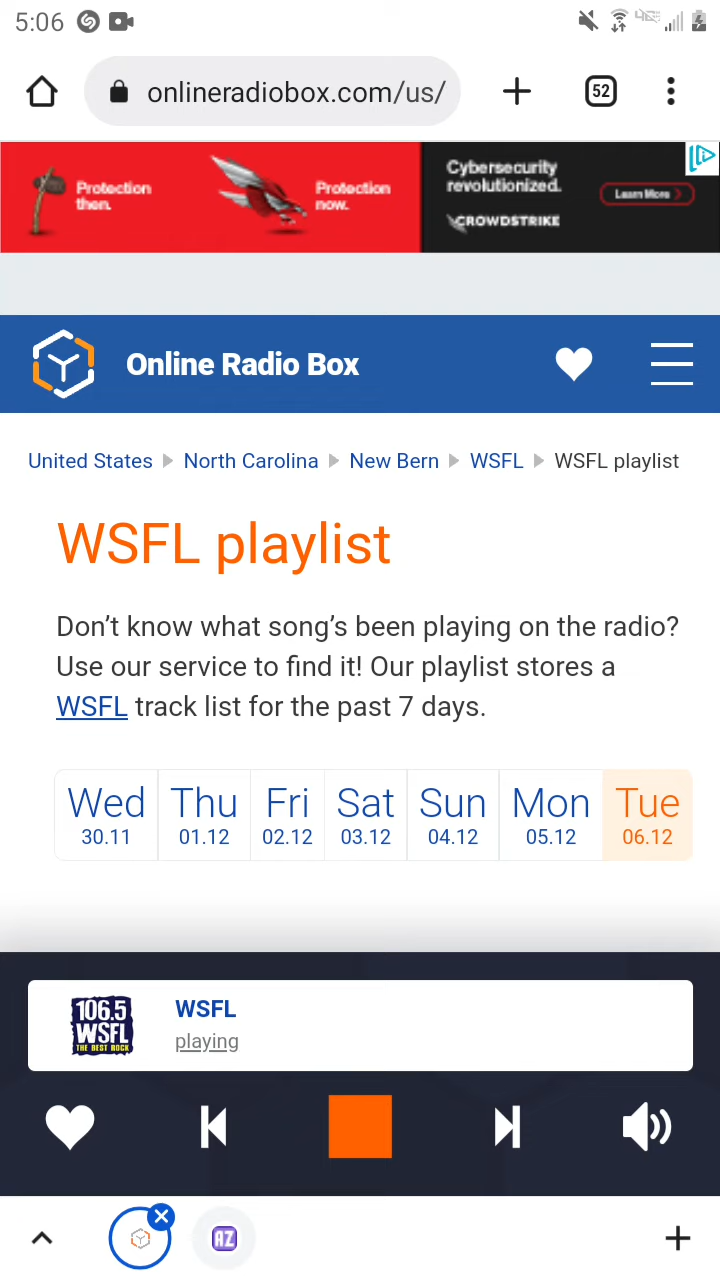 5:06
52
onlineradiobox.com/us/
Protection then.
Protection now.
Cybersecurity revolutionized.
CROWDSTRIKE
Learn More
Online Radio Box
United States North Carolina New Bern WSFL WSFL playlist
WSFL playlist
Don't know what song's been playing on the radio?
Use our service to find it! Our playlist stores a
WSFL track list for the past 7 days.
Wed Thu Fri Sat Sun Mon Tue
30.11 01.12 02.12 03.12 04.12 05.12 06.12
106.5
WSFL
THE BEST ROCK
WSFL
playing
AZ